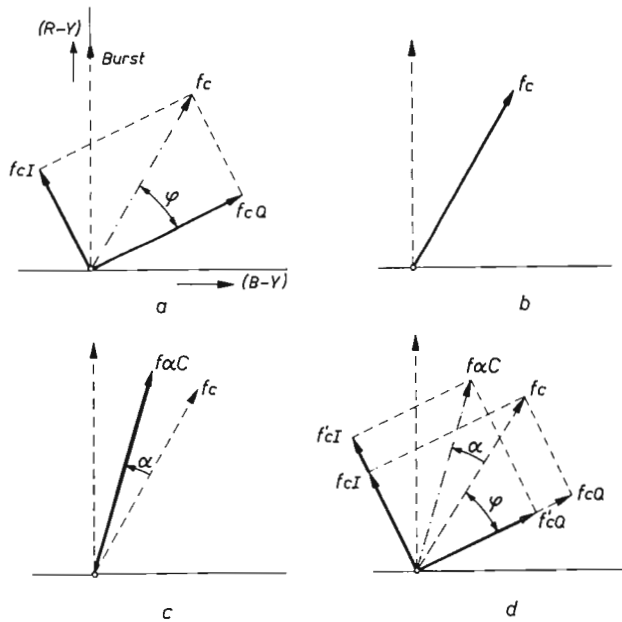 (R-Y)
Burst
fc
fcI
φ
fcQ
(B-Y)
a
fc
b
fαC
fc
α
c
fαC
fc
f'cI
α
fcI
φ
fcQ
f'cQ
d